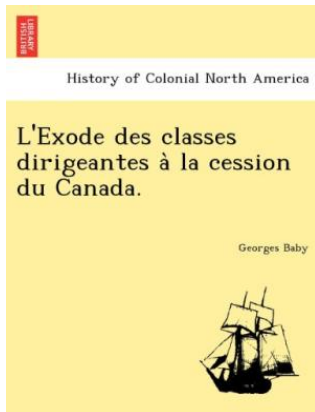 BRITISH
LIBRARY
History of Colonial North America
L'Exode des classes
dirigeantes à la cession
du Canada.
Georges Baby